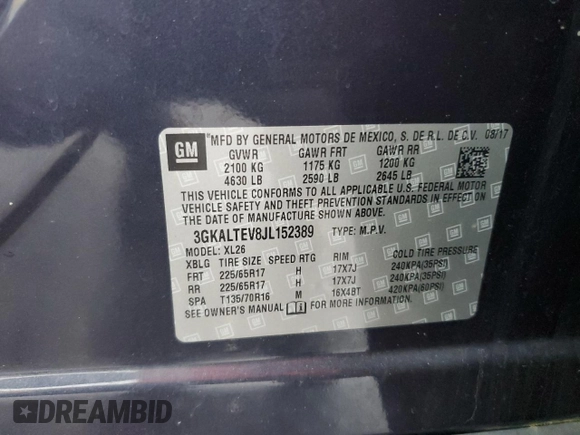 GM
*MFD BY GENERAL MOTORS DE MEXICO, S. DE R.L. DE C.V. 08/17
GVWR GAWR FRT GAWR RR
2100 KG 1175 KG 1200 KG
4630 LB 2590 LB 2645 LB
THIS VEHICLE CONFORMS TO ALL APPLICABLE U.S. FEDERAL MOTOR
VEHICLE SAFETY AND THEFT PREVENTION STANDARDS IN EFFECT ON
THE DATE OF MANUFACTURE SHOWN ABOVE.
3GKALTEV8JL152389 TYPE: M.P.V.
MODEL: XL26
XBLG TIRE SIZE SPEED RTG RIM COLD TIRE PRESSURE
FRT 225/65R17 H 17X7J 240KPA(35PSI)
RR 225/65R17 H 17X7J 240KPA(35PSI)
SPA T135/70R16 M 16X4BT 420KPA(60PSI)
SEE OWNER'S MANUAL FOR MORE INFORMATION.
DREAMBID